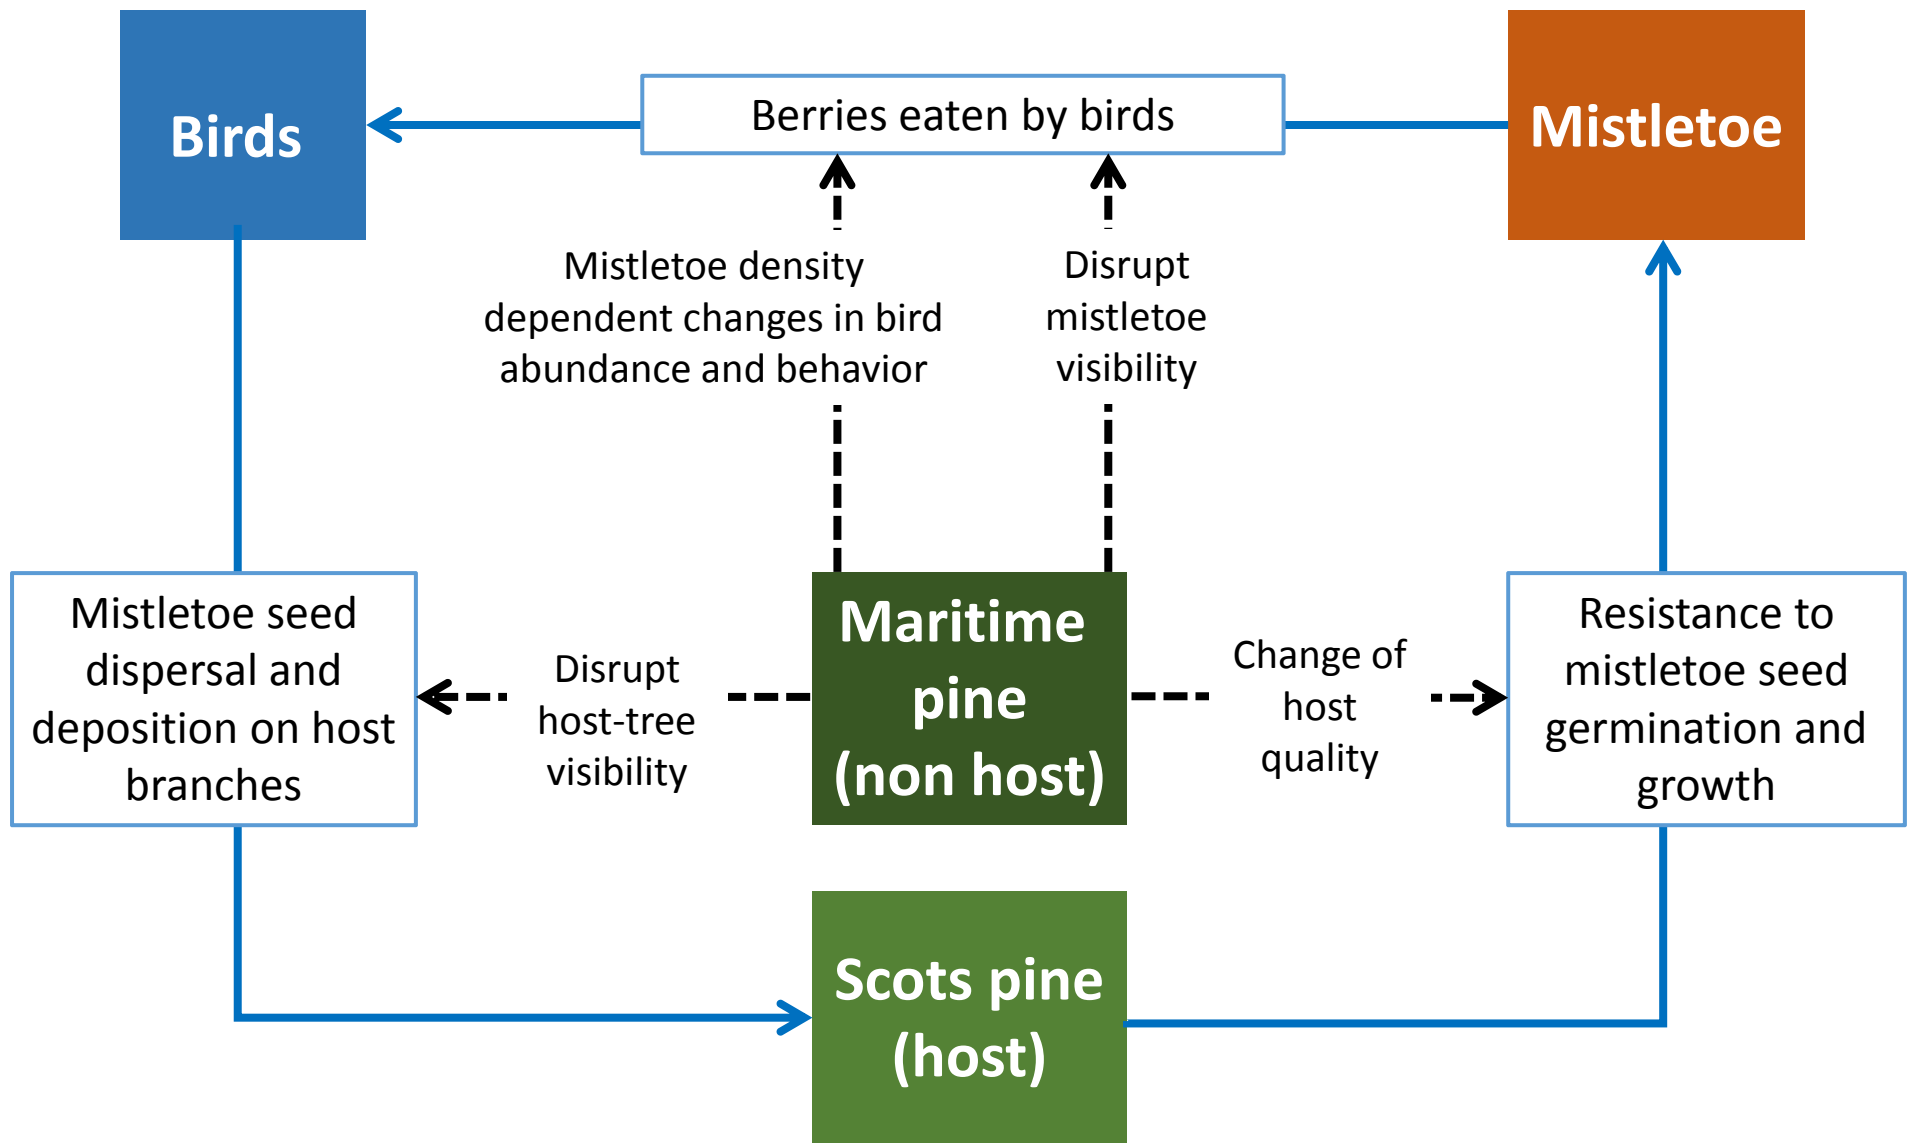 Birds
Berries eaten by birds
Mistletoe
Mistletoe density
dependent changes in bird
abundance and behavior
Disrupt
mistletoe
visibility
Mistletoe seed
dispersal and
deposition on host
branches
Disrupt
host-tree
visibility
Maritime
pine
(non host)
Change of
host
quality
Resistance to
mistletoe seed
germination and
growth
Scots pine
(host)